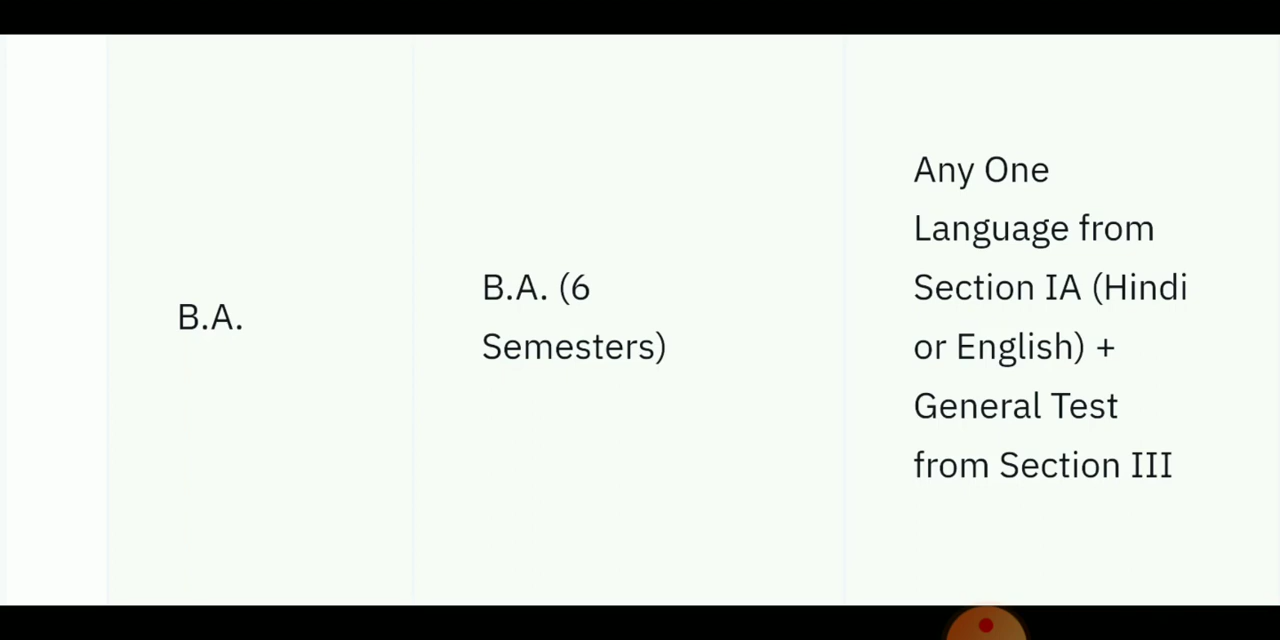 B.A.
B.A. (6
Semesters)
Any One
Language from
Section IA (Hindi
or English) +
General Test
from Section III